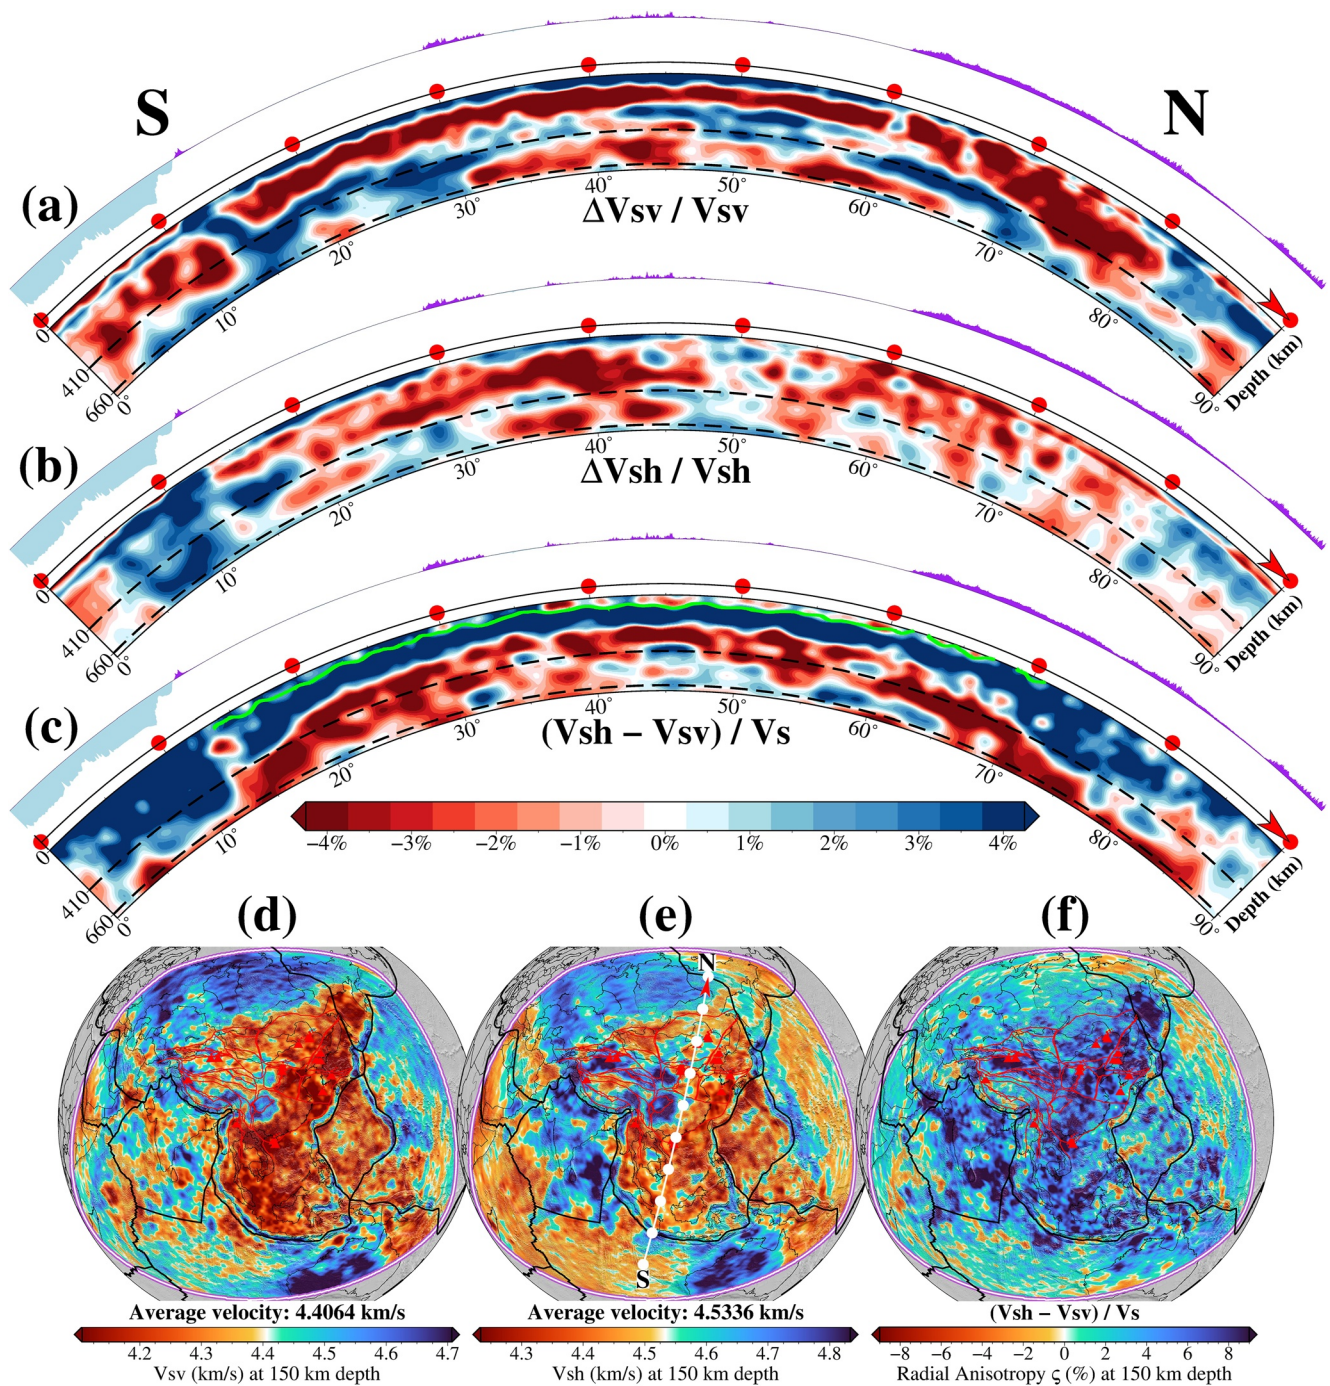 S
N
(a)
0
410
660
0°
10°
20°
30°
40°
50°
60°
70°
80°
90°
Depth (km)
ΔVsv / Vsv
(b)
0
410
660
0°
10°
20°
30°
40°
50°
60°
70°
80°
90°
Depth (km)
ΔVsh / Vsh
(c)
0
410
660
0°
10°
20°
30°
40°
50°
60°
70°
80°
90°
Depth (km)
(Vsh − Vsv) / Vs
−4% −3% −2% −1% 0% 1% 2% 3% 4%
(d) (e) (f)
N
S
Average velocity: 4.4064 km/s
4.2 4.3 4.4 4.5 4.6 4.7
Vsv (km/s) at 150 km depth
Average velocity: 4.5336 km/s
4.3 4.4 4.5 4.6 4.7 4.8
Vsh (km/s) at 150 km depth
(Vsh − Vsv) / Vs
−8 −6 −4 −2 0 2 4 6 8
Radial Anisotropy ς (%) at 150 km depth